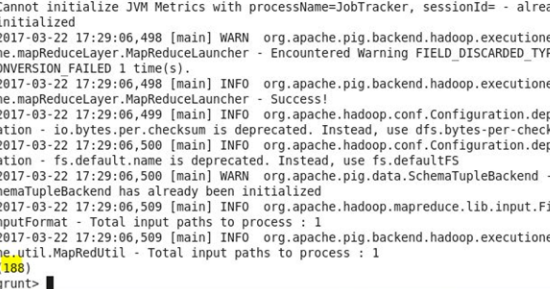 Cannot initialize JVM Metrics with processName=JobTracker, sessionId= - alrea
initialized
2017-03-22 17:29:06,498 [main] WARN  org.apache.pig.backend.hadoop.executione
ne.mapReduceLayer.MapReduceLauncher - Encountered Warning FIELD_DISCARDED_TYP
ONVERSION_FAILED 1 time(s).
2017-03-22 17:29:06,498 [main] INFO  org.apache.pig.backend.hadoop.executione
ne.mapReduceLayer.MapReduceLauncher - Success!
2017-03-22 17:29:06,499 [main] INFO  org.apache.hadoop.conf.Configuration.dep
ation - io.bytes.per.checksum is deprecated. Instead, use dfs.bytes-per-check
2017-03-22 17:29:06,500 [main] INFO  org.apache.hadoop.conf.Configuration.dep
ation - fs.default.name is deprecated. Instead, use fs.defaultFS
2017-03-22 17:29:06,500 [main] WARN  org.apache.pig.data.SchemaTupleBackend -
hemaTupleBackend has already been initialized
2017-03-22 17:29:06,509 [main] INFO  org.apache.hadoop.mapreduce.lib.input.Fi
nputFormat - Total input paths to process : 1
2017-03-22 17:29:06,509 [main] INFO  org.apache.pig.backend.hadoop.executione
ne.util.MapRedUtil - Total input paths to process : 1
(188)
grunt>